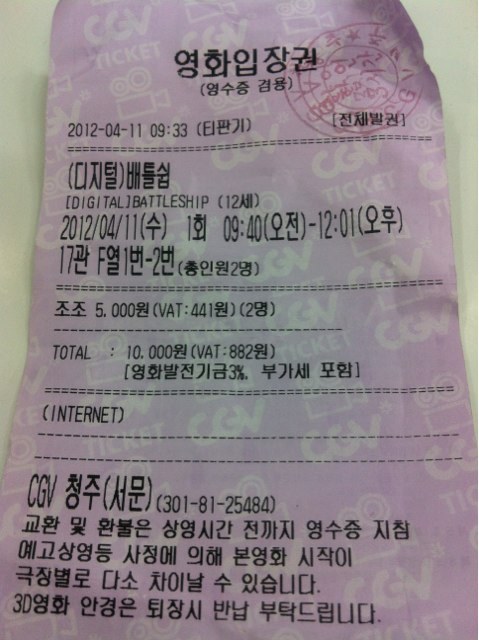 영화입장권
(영수증 겸용)
2012-04-11 09:33 (티판기)
[전체발권]
(디지털)배틀쉽
[DIGITAL]BATTLESHIP (12세)
2012/04/11(수) 1회 09:40(오전)-12:01(오후)
17관 F열1번-2번(총인원2명)
조조 5.000원(VAT:441원)(2명)
TOTAL : 10.000원(VAT:882원)
[영화발전기금3%, 부가세 포함]
(INTERNET)
CGV 청주(서문)(301-81-25484)
교환 및 환불은 상영시간 전까지 영수증 지참
예고상영등 사정에 의해 본영화 시작이
극장별로 다소 차이날 수 있습니다.
3D영화 안경은 퇴장시 반납 부탁드립니다.